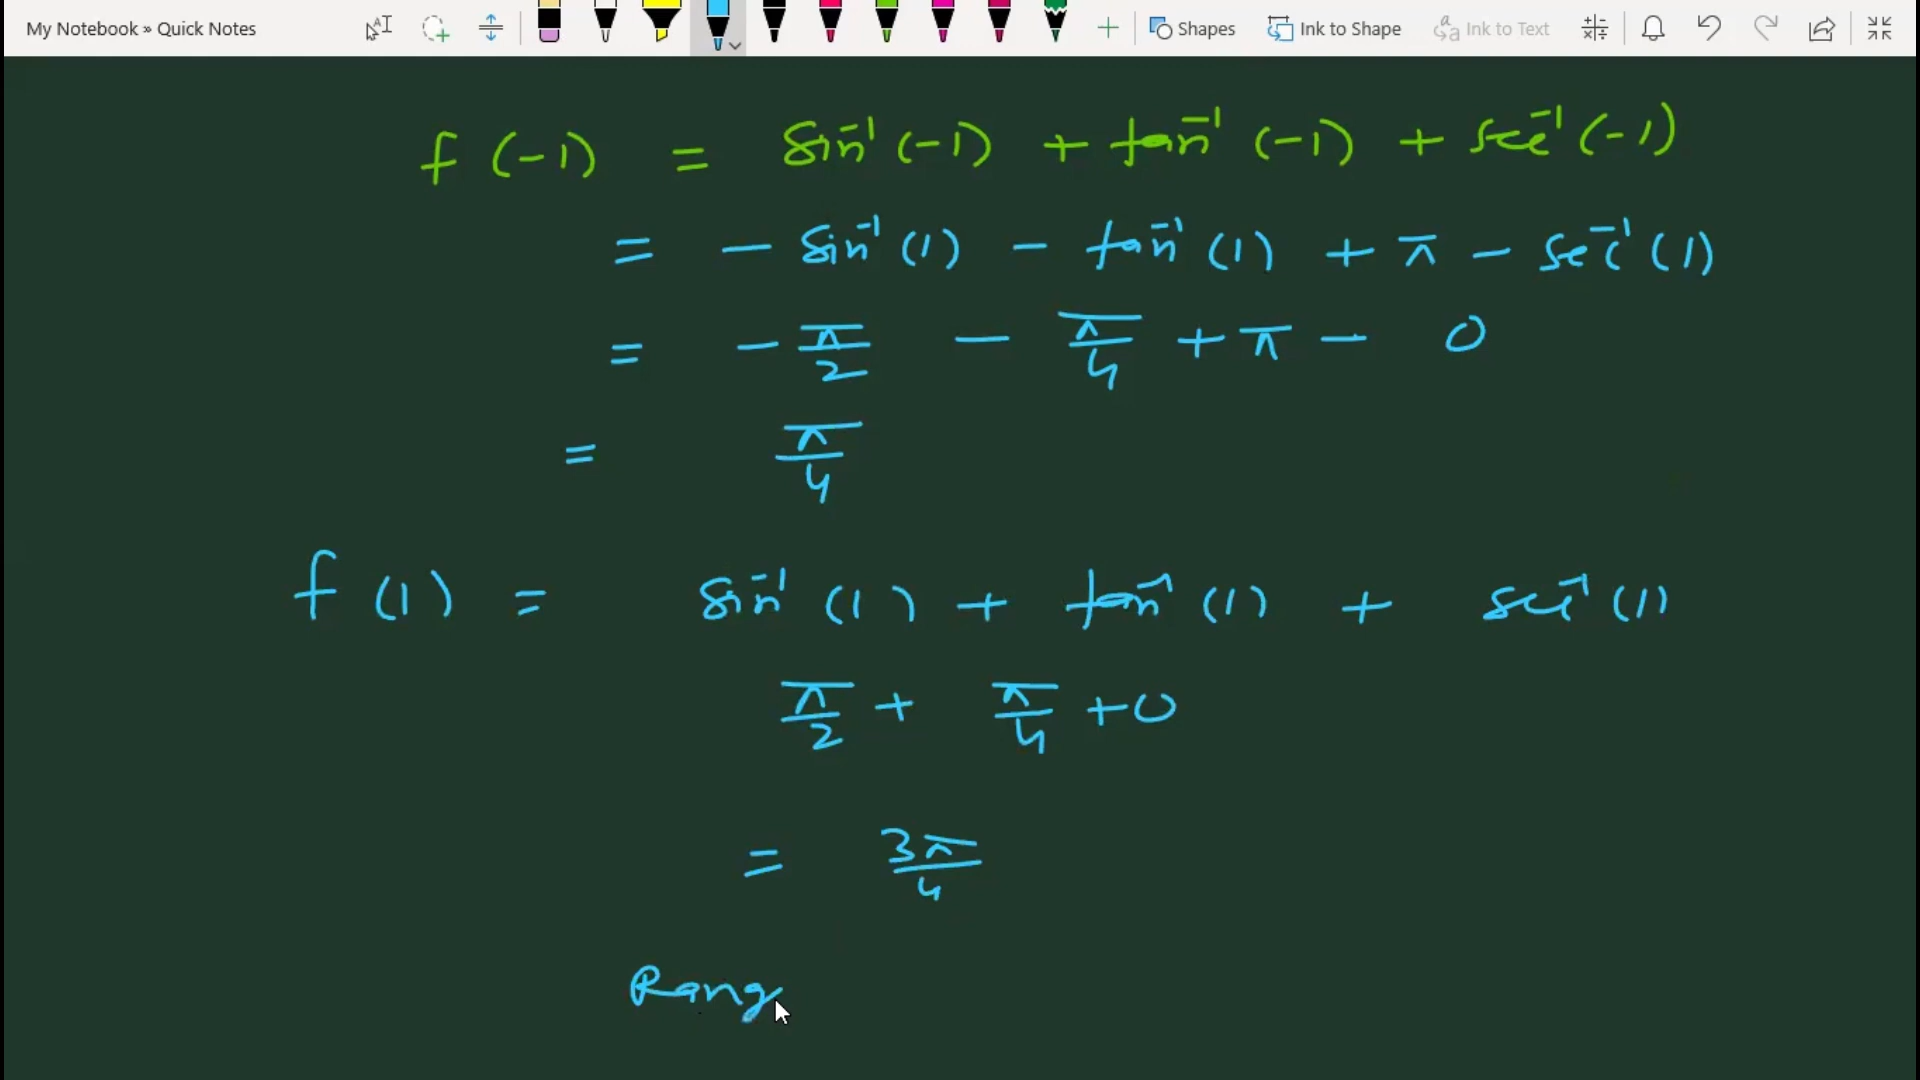 My Notebook » Quick Notes Shapes Ink to Shape Ink to Text
f (-1) = sin⁻¹ (-1) + tan⁻¹ (-1) + sec⁻¹ (-1)
= - sin⁻¹ (1) - tan⁻¹ (1) + π - sec⁻¹ (1)
= - π/2 - π/4 + π - 0
= π/4
f (1) = sin⁻¹ (1) + tan⁻¹ (1) + sec⁻¹ (1)
π/2 + π/4 + 0
= 3π/4
Rang